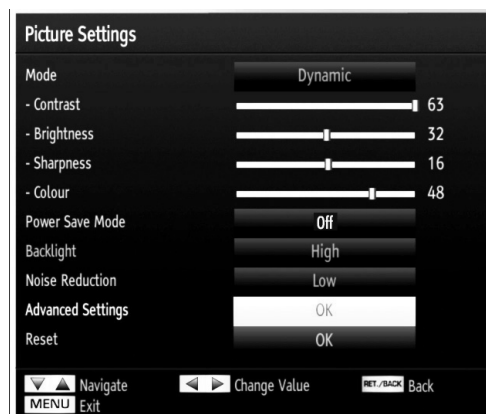 Picture Settings
Mode Dynamic
- Contrast 63
- Brightness 32
- Sharpness 16
- Colour 48
Power Save Mode Off
Backlight High
Noise Reduction Low
Advanced Settings OK
Reset OK
Navigate Change Value RET./BACK Back
MENU Exit